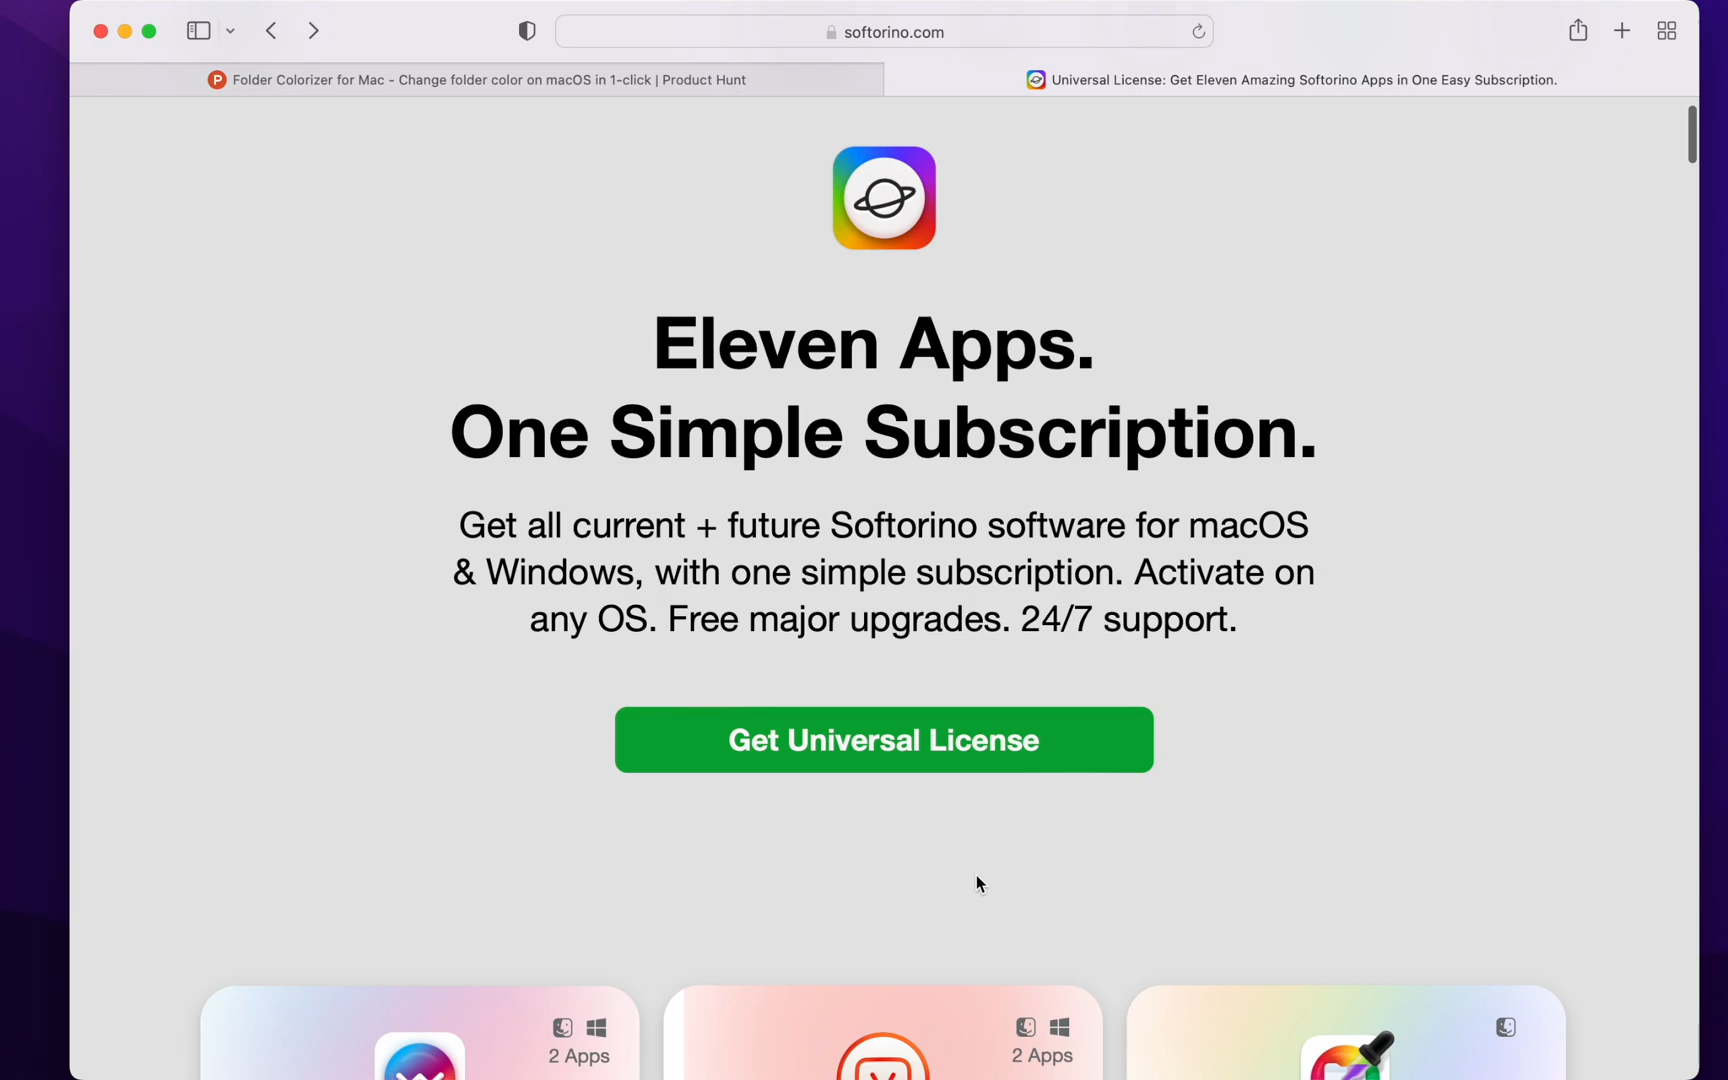 softorino.com
Folder Colorizer for Mac - Change folder color on macOS in 1-click | Product Hunt
Universal License: Get Eleven Amazing Softorino Apps in One Easy Subscription.
Eleven Apps.
One Simple Subscription.
Get all current + future Softorino software for macOS
& Windows, with one simple subscription. Activate on
any OS. Free major upgrades. 24/7 support.
Get Universal License
2 Apps
2 Apps